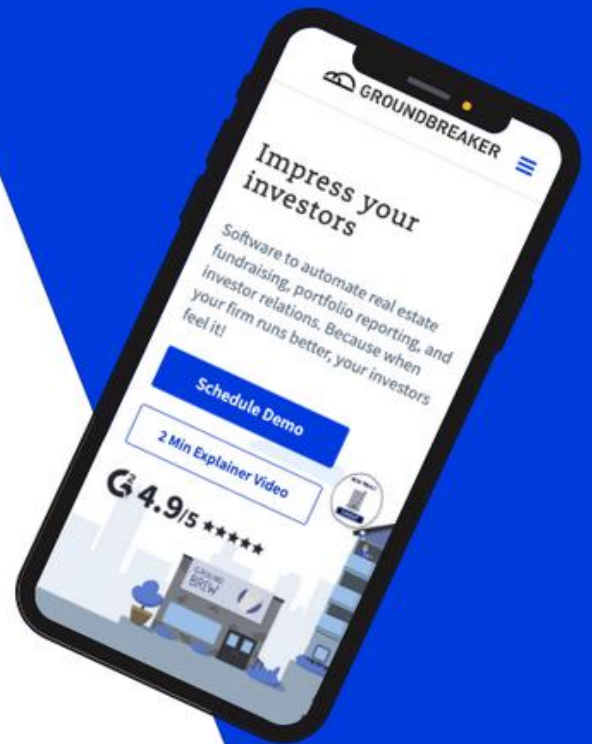 GROUNDBREAKER
Impress your
investors
Software to automate real estate
fundraising, portfolio reporting, and
investor relations. Because when
your firm runs better, your investors
feel it!
Schedule Demo
2 Min Explainer Video
G2 4.9/5 ★★★★★
GROUND
BREW